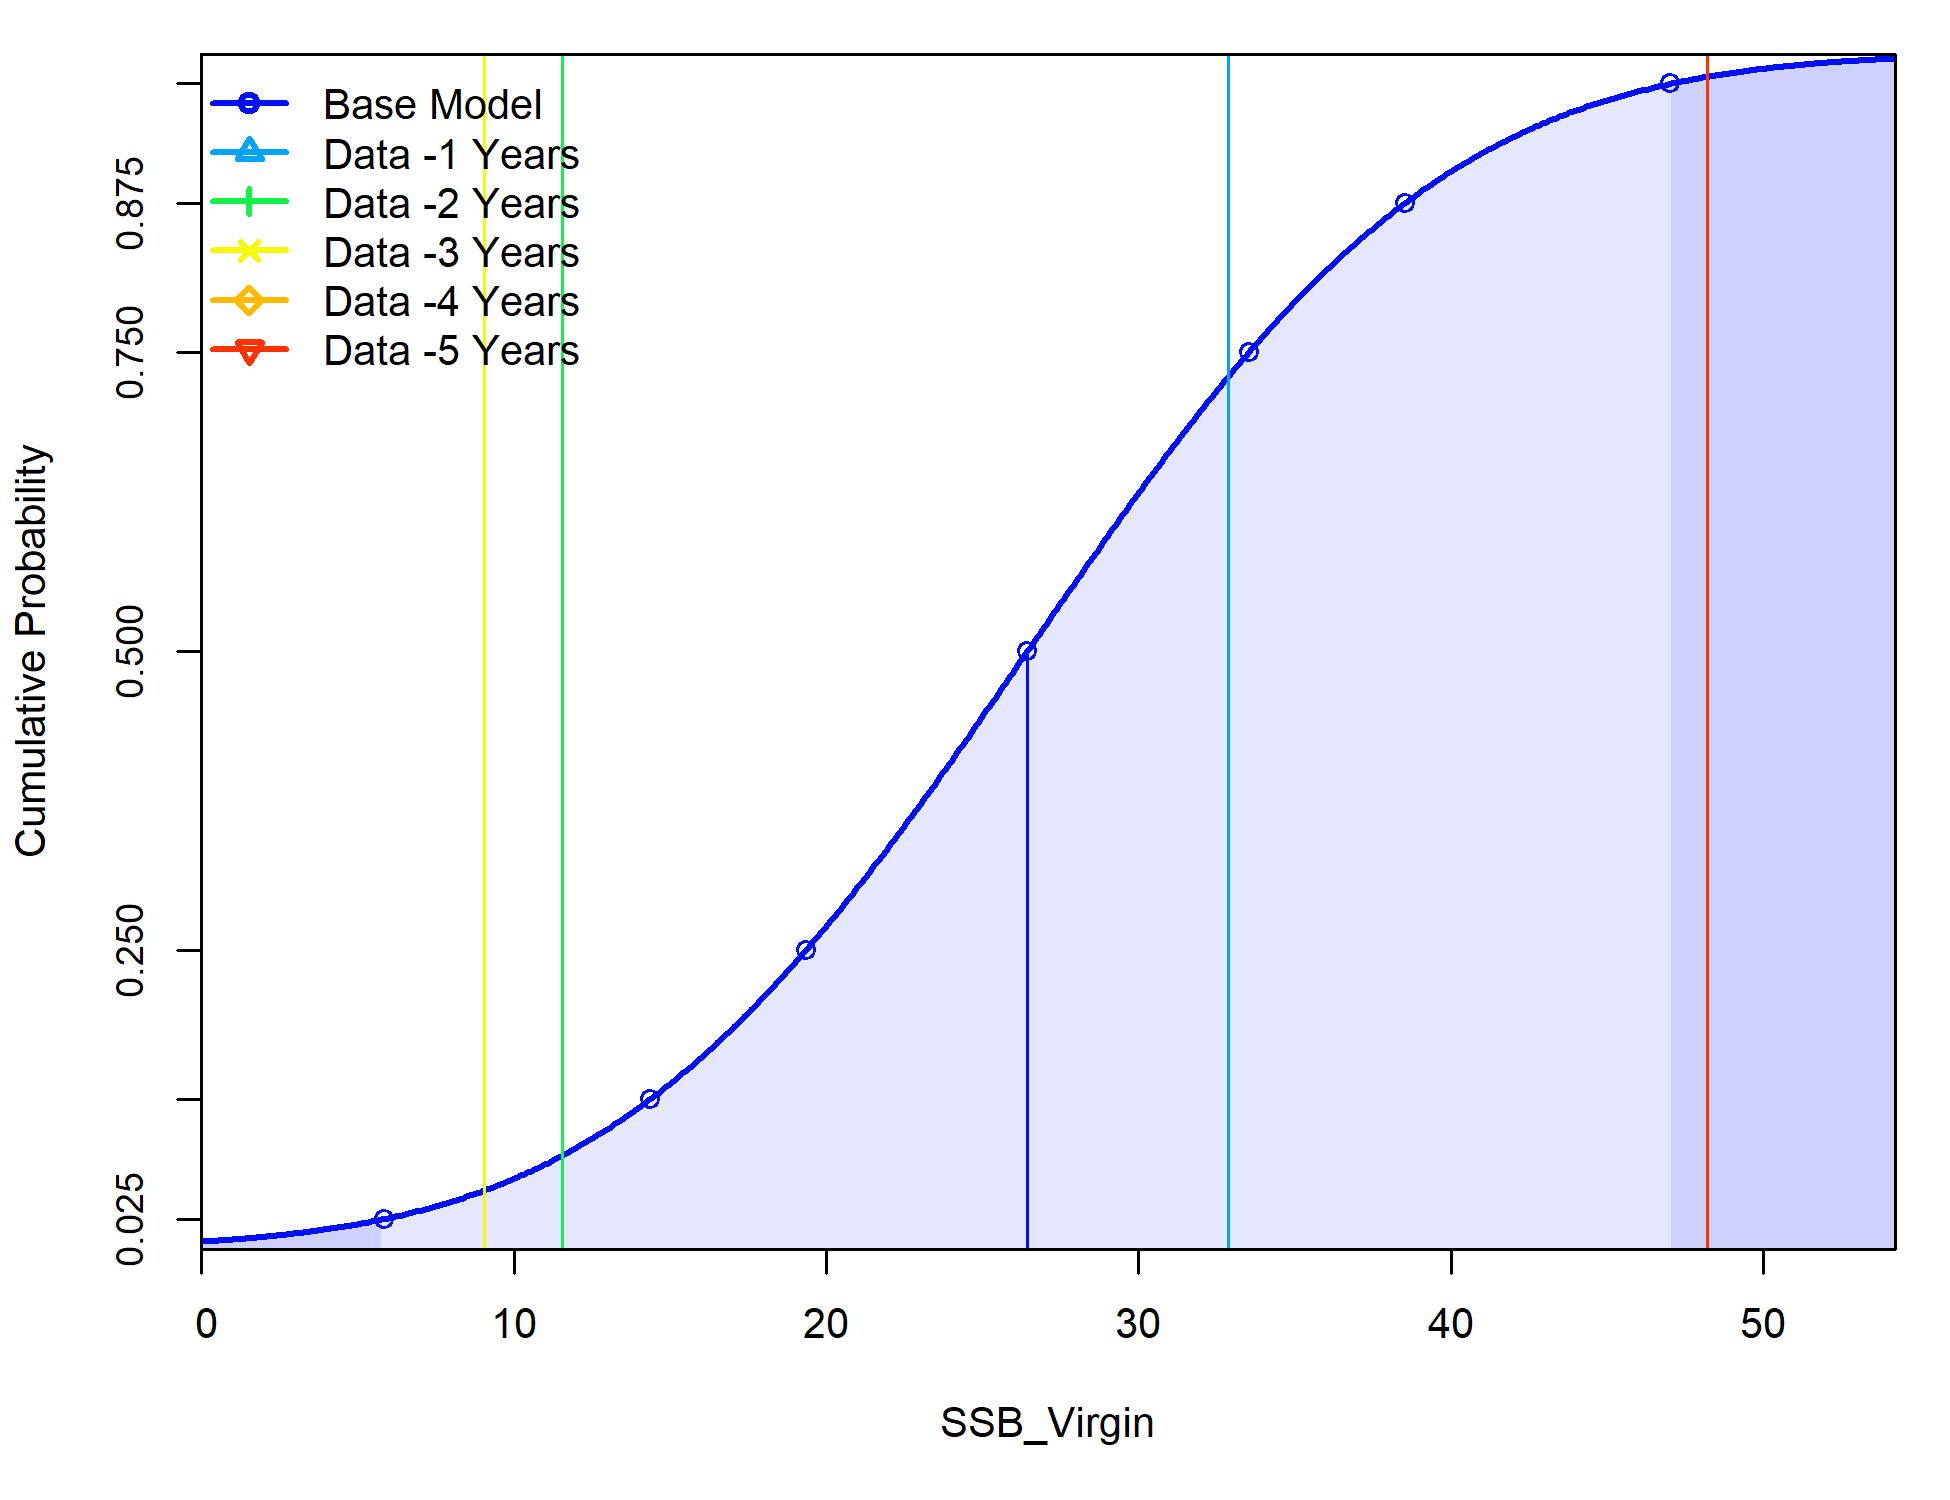 Base Model
Data -1 Years
Data -2 Years
Data -3 Years
Data -4 Years
Data -5 Years
Cumulative Probability
0.875
0.750
0.500
0.250
0.025
0 10 20 30 40 50
SSB_Virgin